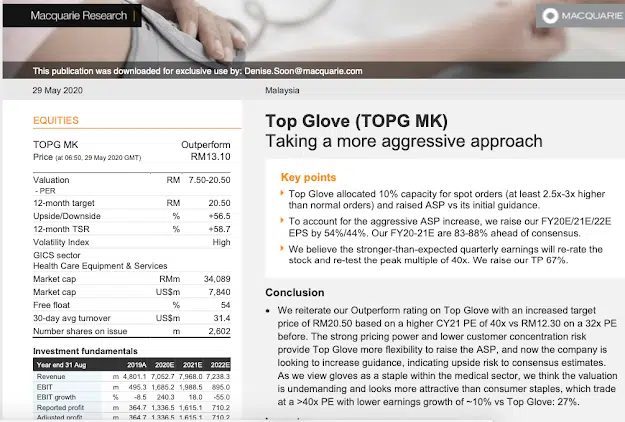 Macquarie Research
MACQUARIE
This publication was downloaded for exclusive use by: Denise.Soon@macquarie.com
29 May 2020
Malaysia
EQUITIES
TOPG MK Outperform
Price (at 06:50, 29 May 2020 GMT) RM13.10
Valuation RM 7.50-20.50
- PER
12-month target RM 20.50
Upside/Downside % +56.5
12-month TSR % +58.7
Volatility Index High
GICS sector
Health Care Equipment & Services
Market cap RMm 34,089
Market cap US$m 7,840
Free float % 54
30-day avg turnover US$m 31.4
Number shares on issue m 2,602
Investment fundamentals
Year end 31 Aug 2019A 2020E 2021E 2022E
Revenue m 4,801.1 7,052.7 7,968.0 7,238.3
EBIT m 495.3 1,685.2 1,988.5 895.0
EBIT growth % -8.5 240.3 18.0 -55.0
Reported profit m 364.7 1,336.5 1,615.1 710.2
Adjusted profit m 364.7 1,336.5 1,615.1 710.2
Top Glove (TOPG MK)
Taking a more aggressive approach
Key points
Top Glove allocated 10% capacity for spot orders (at least 2.5x-3x higher
than normal orders) and raised ASP vs its initial guidance.
To account for the aggressive ASP increase, we raise our FY20E/21E/22E
EPS by 54%/44%. Our FY20-21E are 83-88% ahead of consensus.
We believe the stronger-than-expected quarterly earnings will re-rate the
stock and re-test the peak multiple of 40x. We raise our TP 67%.
Conclusion
• We reiterate our Outperform rating on Top Glove with an increased target
price of RM20.50 based on a higher CY21 PE of 40x vs RM12.30 on a 32x PE
before. The strong pricing power and lower customer concentration risk
provide Top Glove more flexibility to raise the ASP, and now the company is
looking to increase guidance, indicating upside risk to consensus estimates.
As we view gloves as a staple within the medical sector, we think the valuation
is undemanding and looks more attractive than consumer staples, which trade
at a >40x PE with lower earnings growth of ~10% vs Top Glove: 27%.